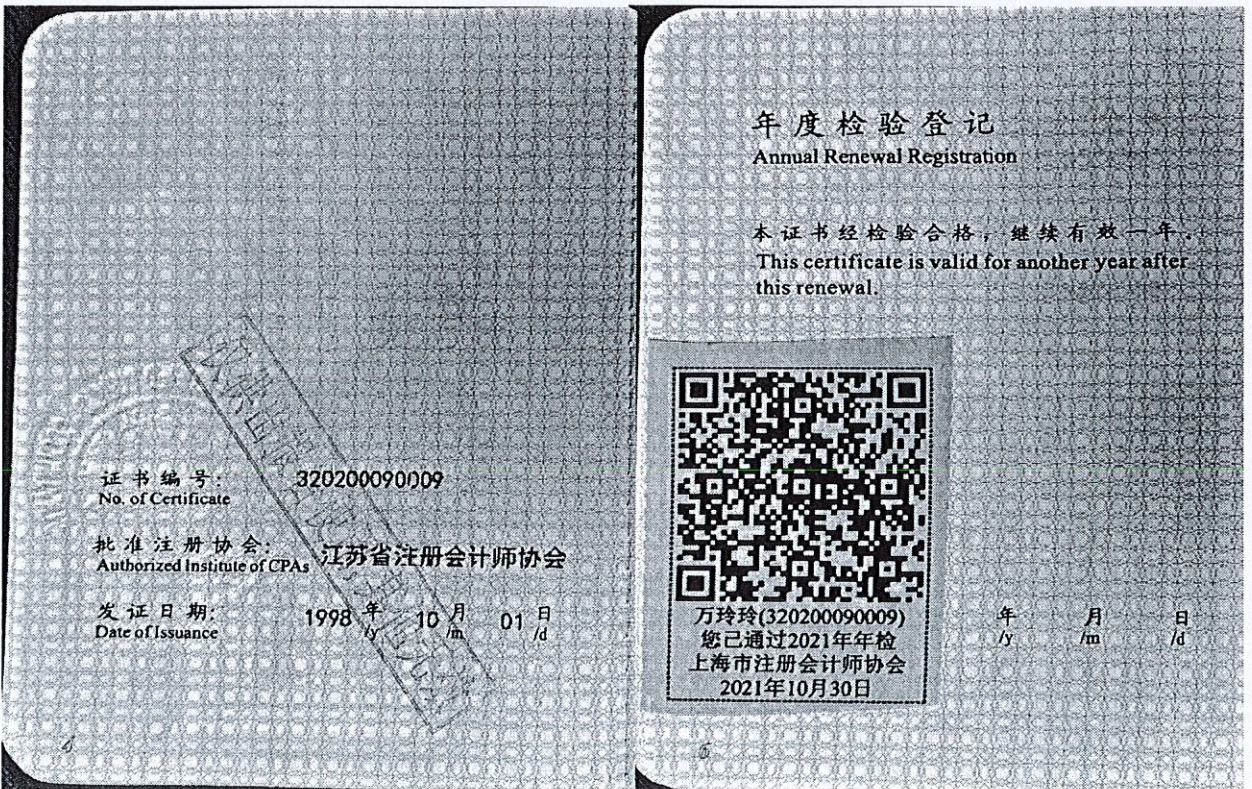 证书编号: 320200090009
No. of Certificate
批准注册协会: 江苏省注册会计师协会
Authorized Institute of CPAs
发证日期: 1998 年 10 月 01 日
Date of Issuance /y /m /d
年度检验登记
Annual Renewal Registration
本证书经检验合格，继续有效一年.
This certificate is valid for another year after
this renewal.
万玲玲(320200090009)
您已通过2021年年检
上海市注册会计师协会
2021年10月30日
年 月 日
/y /m /d